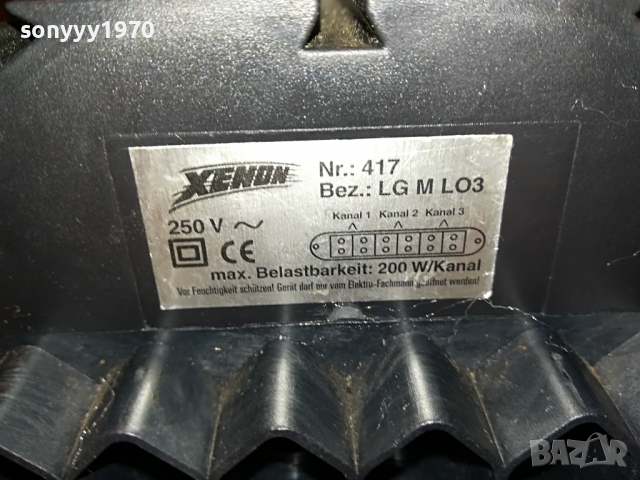 sonyyy1970
XENON
Nr.: 417
Bez.: LG M LO3
250 V ~
Kanal 1 Kanal 2 Kanal 3
CE
max. Belastbarkeit: 200 W/Kanal
Vor Feuchtigkeit schützen! Gerät darf nur vom Elektro-Fachmann geöffnet werden!
BAZAR